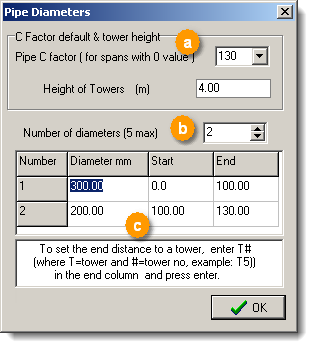 Pipe Diameters
C Factor default & tower height
a
Pipe C factor ( for spans with 0 value )
130
Height of Towers (m)
4.00
b
Number of diameters (5 max)
2
Number Diameter mm Start End
1 300.00 0.0 100.00
2 200.00 100.00 130.00
c
To set the end distance to a tower, enter T#
(where T=tower and #=tower no, example: T5))
in the end column and press enter.
OK